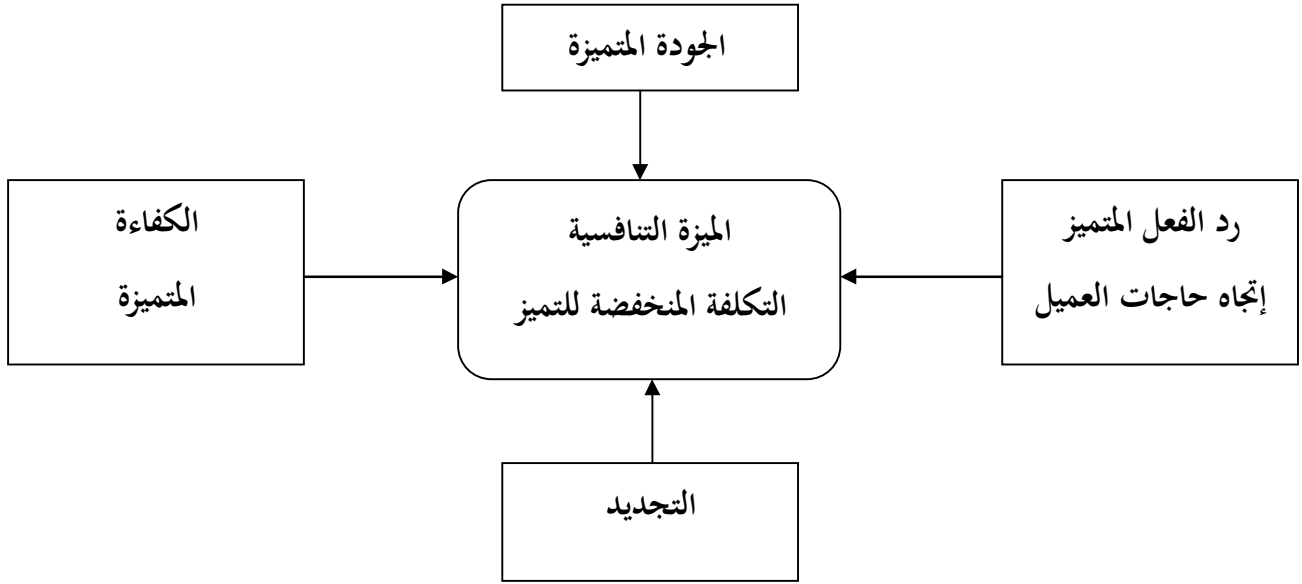 الجودة المتميزة
رد الفعل المتميز
إتجاه حاجات العميل
الميزة التنافسية
التكلفة المنخفضة للتميز
الكفاءة
المتميزة
التجديد